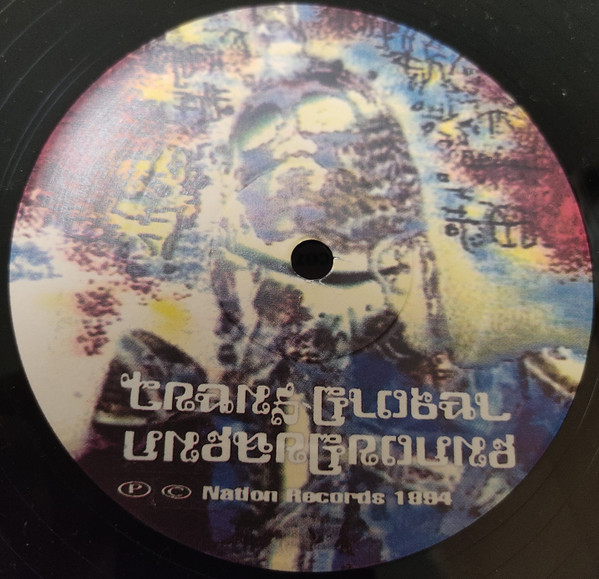 Trans Global
Underground
℗ © Nation Records 1994